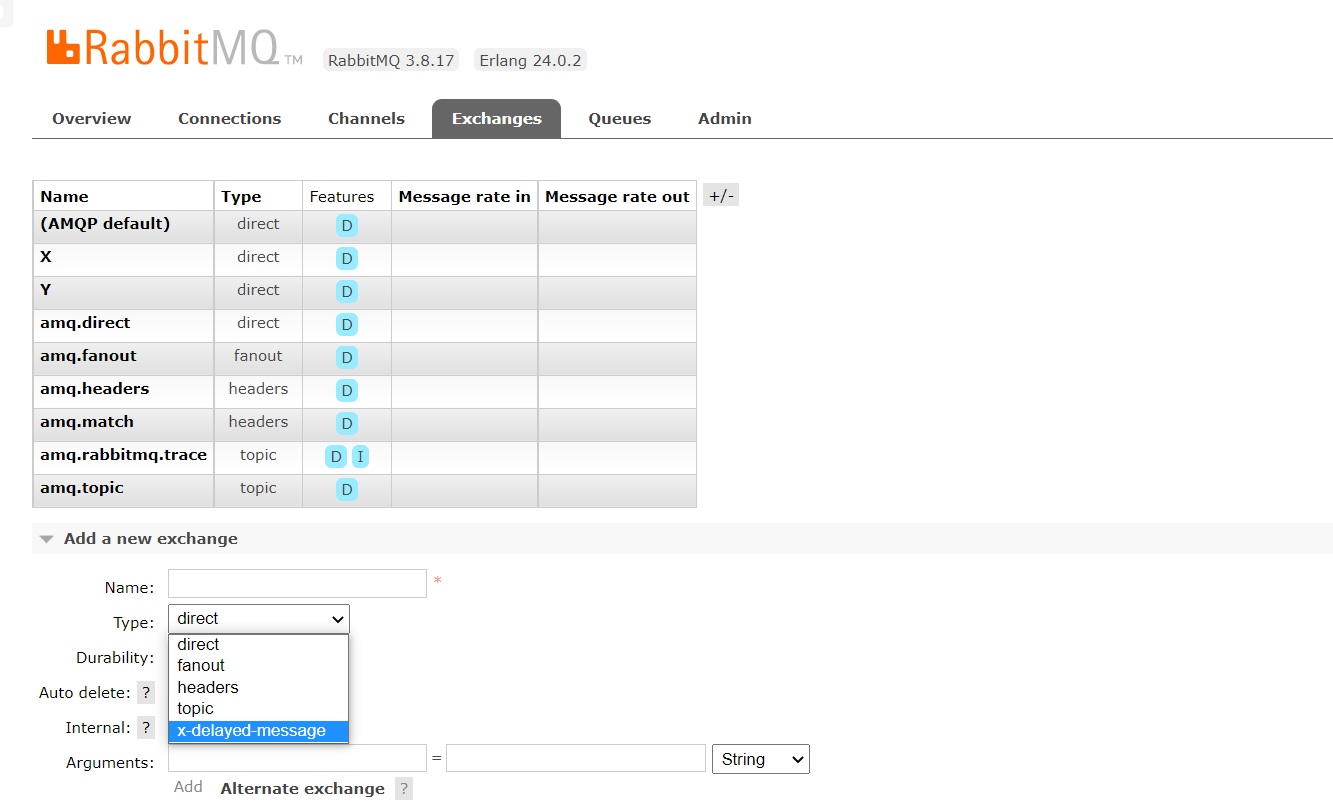 RabbitMQ TM RabbitMQ 3.8.17 Erlang 24.0.2
Overview Connections Channels Exchanges Queues Admin
Name Type Features Message rate in Message rate out +/-
(AMQP default) direct D
X direct D
Y direct D
amq.direct direct D
amq.fanout fanout D
amq.headers headers D
amq.match headers D
amq.rabbitmq.trace topic D I
amq.topic topic D
Add a new exchange
Name: *
Type: direct
direct
Durability:
fanout
headers
Auto delete: ?
topic
Internal: ?
x-delayed-message
Arguments: = String
Add Alternate exchange ?